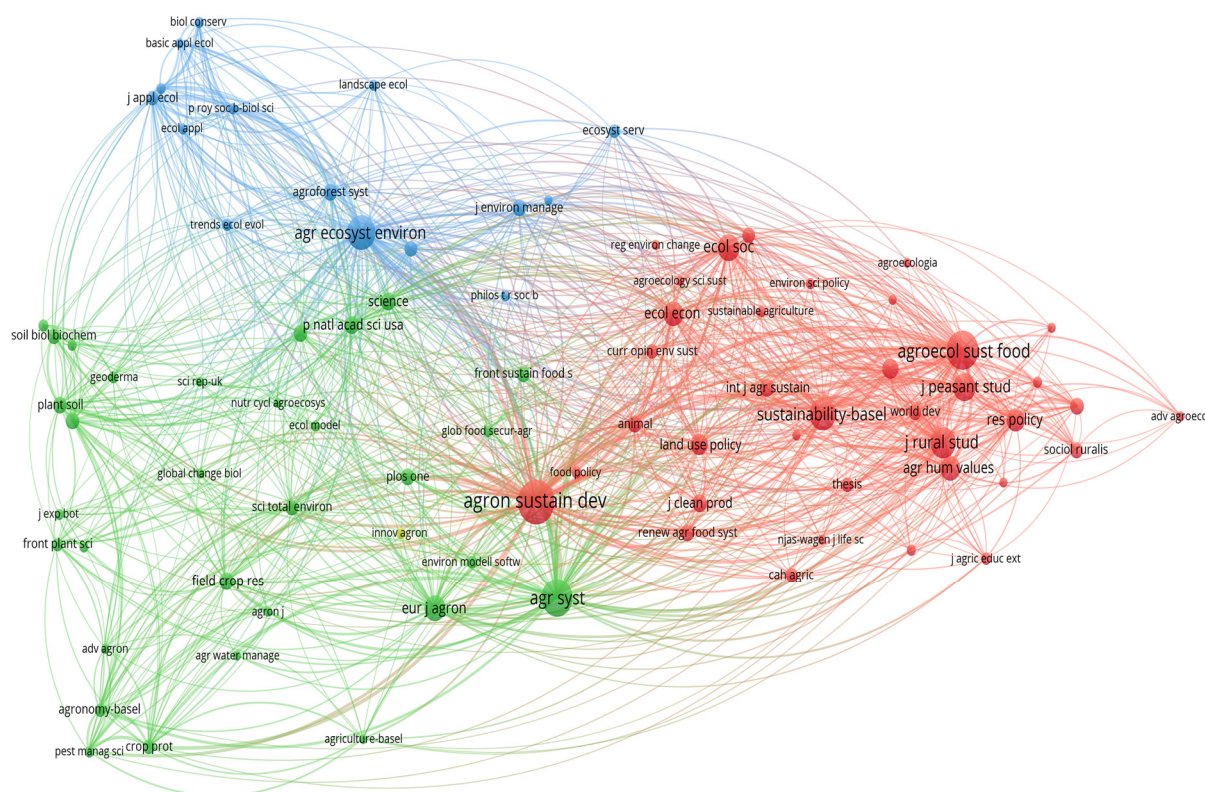 biol conserv
basic appl ecol
landscape ecol
j appl ecol
p roy soc b-biol sci
ecol appl
ecosyst serv
agroforest syst
j environ manage
trends ecol evol
agr ecosyst environ
reg environ change
ecol soc
agroecologia
agroecology sci sust
environ sci policy
philos t r soc b
science
ecol econ
sustainable agriculture
p natl acad sci usa
soil biol biochem
curr opin env sust
agroecol sust food
geoderma
sci rep-uk
front sustain food s
int j agr sustain
j peasant stud
plant soil
nutr cycl agroecosys
sustainability-basel
world dev
adv agroeco
ecol model
glob food secur-agr
animal
res policy
land use policy
j rural stud
sociol ruralis
global change biol
plos one
food policy
agr hum values
thesis
agron sustain dev
sci total environ
j clean prod
j exp bot
innov agron
renew agr food syst
njas-wagen j life sc
front plant sci
environ modell softw
j agric educ ext
field crop res
cah agric
agron j
eur j agron
agr syst
adv agron
agr water manage
agronomy-basel
agriculture-basel
pest manag sci
crop prot